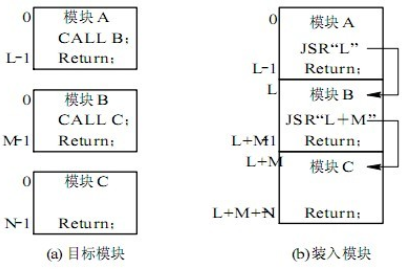 0
模块 A
CALL B;
L-1
Return;
0
模块 B
CALL C;
M-1
Return;
0
模块 C
N-1
Return;
(a) 目标模块
0
模块 A
JSR“L”
L-1
Return;
L
模块 B
JSR“L+M”
L+M-1
Return;
L+M
模块 C
L+M+N
Return;
(b) 装入模块